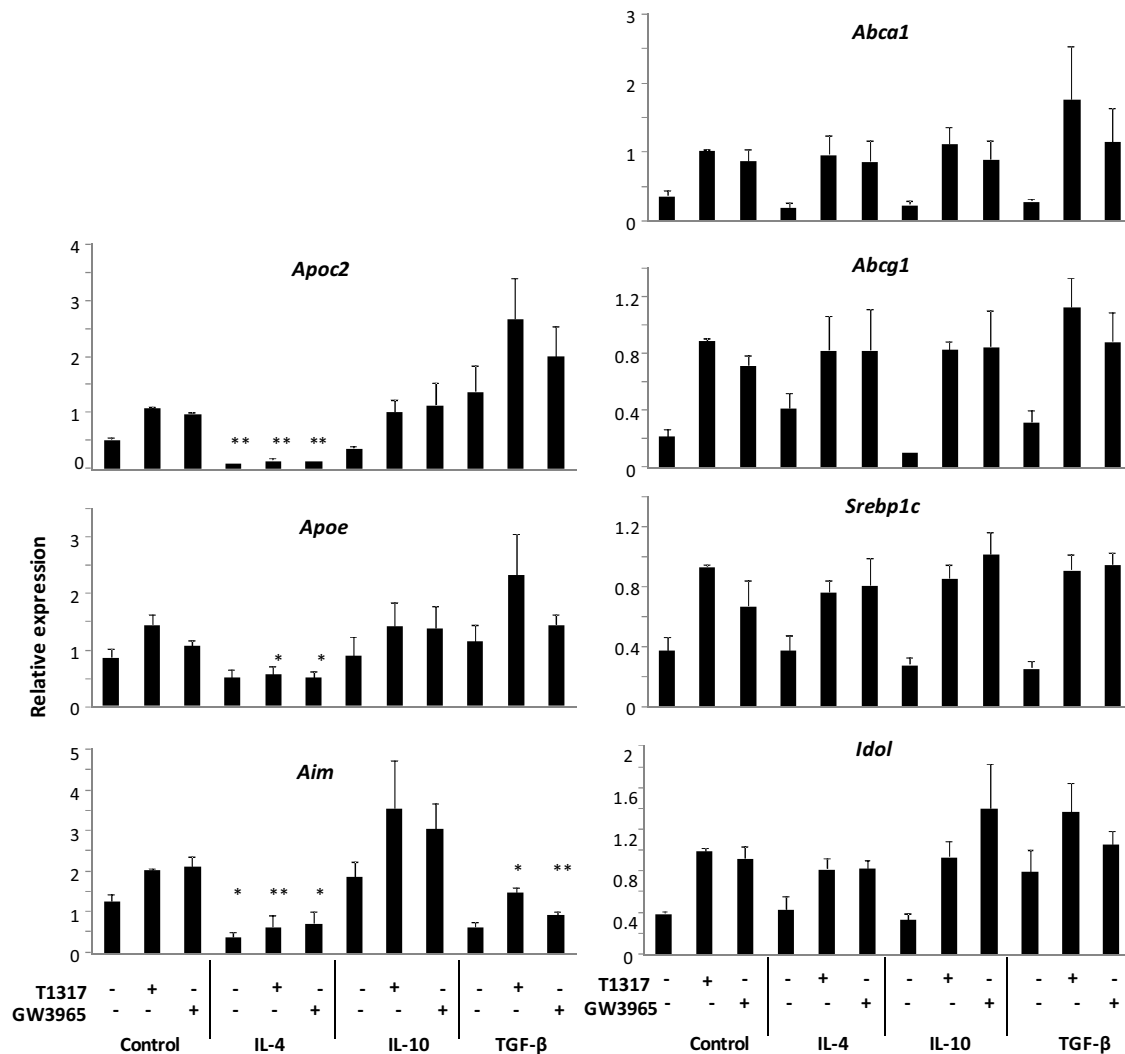 Relative expression
Apoc2
4
3
2
1
0
** ** **
Apoe
3
2
1
0
* *
Aim
5
4
3
2
1
0
* ** * * **
T1317 - + - - + - - + - - + -
GW3965 - - + - - + - - + - - +
Control IL-4 IL-10 TGF-β
Abca1
3
2
1
0
Abcg1
1.2
0.8
0.4
0
Srebp1c
1.2
0.8
0.4
0
Idol
2
1.6
1.2
0.8
0.4
0
T1317 - + - - + - - + - - + -
GW3965 - - + - - + - - + - - +
Control IL-4 IL-10 TGF-β